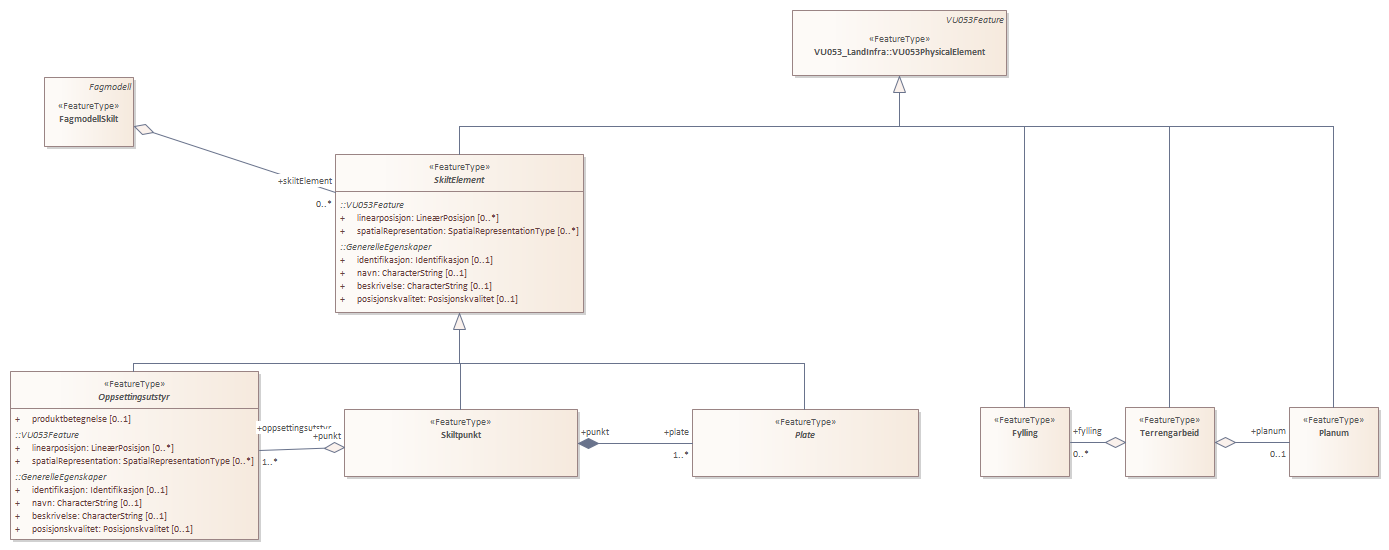 VU053Feature
«FeatureType»
VU053_LandInfra::VU053PhysicalElement
Fagmodell
«FeatureType»
FagmodellSkilt
+skiltElement
0..*
«FeatureType»
SkiltElement
::VU053Feature
+ linearposisjon: LineærPosisjon [0..*]
+ spatialRepresentation: SpatialRepresentationType [0..*]
::GenerelleEgenskaper
+ identifikasjon: Identifikasjon [0..1]
+ navn: CharacterString [0..1]
+ beskrivelse: CharacterString [0..1]
+ posisjonskvalitet: Posisjonskvalitet [0..1]
«FeatureType»
Oppsettingsutstyr
+ produktbetegnelse [0..1]
::VU053Feature
+ linearposisjon: LineærPosisjon [0..*]
+ spatialRepresentation: SpatialRepresentationType [0..*]
::GenerelleEgenskaper
+ identifikasjon: Identifikasjon [0..1]
+ navn: CharacterString [0..1]
+ beskrivelse: CharacterString [0..1]
+ posisjonskvalitet: Posisjonskvalitet [0..1]
+oppsettingsutstyr
+punkt
1..*
«FeatureType»
Skiltpunkt
+punkt
+plate
1..*
«FeatureType»
Plate
«FeatureType»
Fylling
+fylling
0..*
«FeatureType»
Terrengarbeid
+planum
0..1
«FeatureType»
Planum